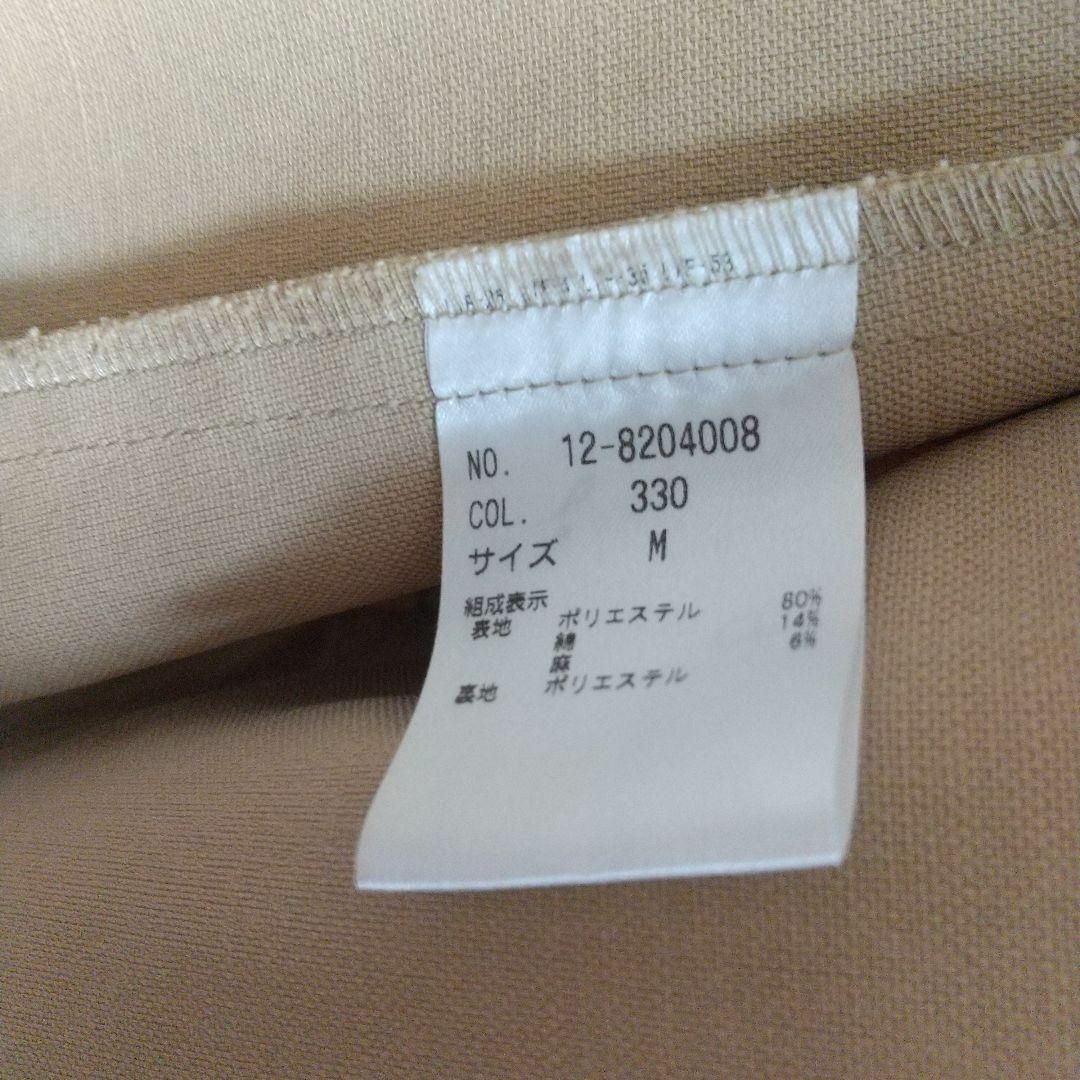 NO. 12-8204008
COL. 330
サイズ M
組成表示
表地 ポリエステル 80%
綿 14%
麻 6%
裏地 ポリエステル